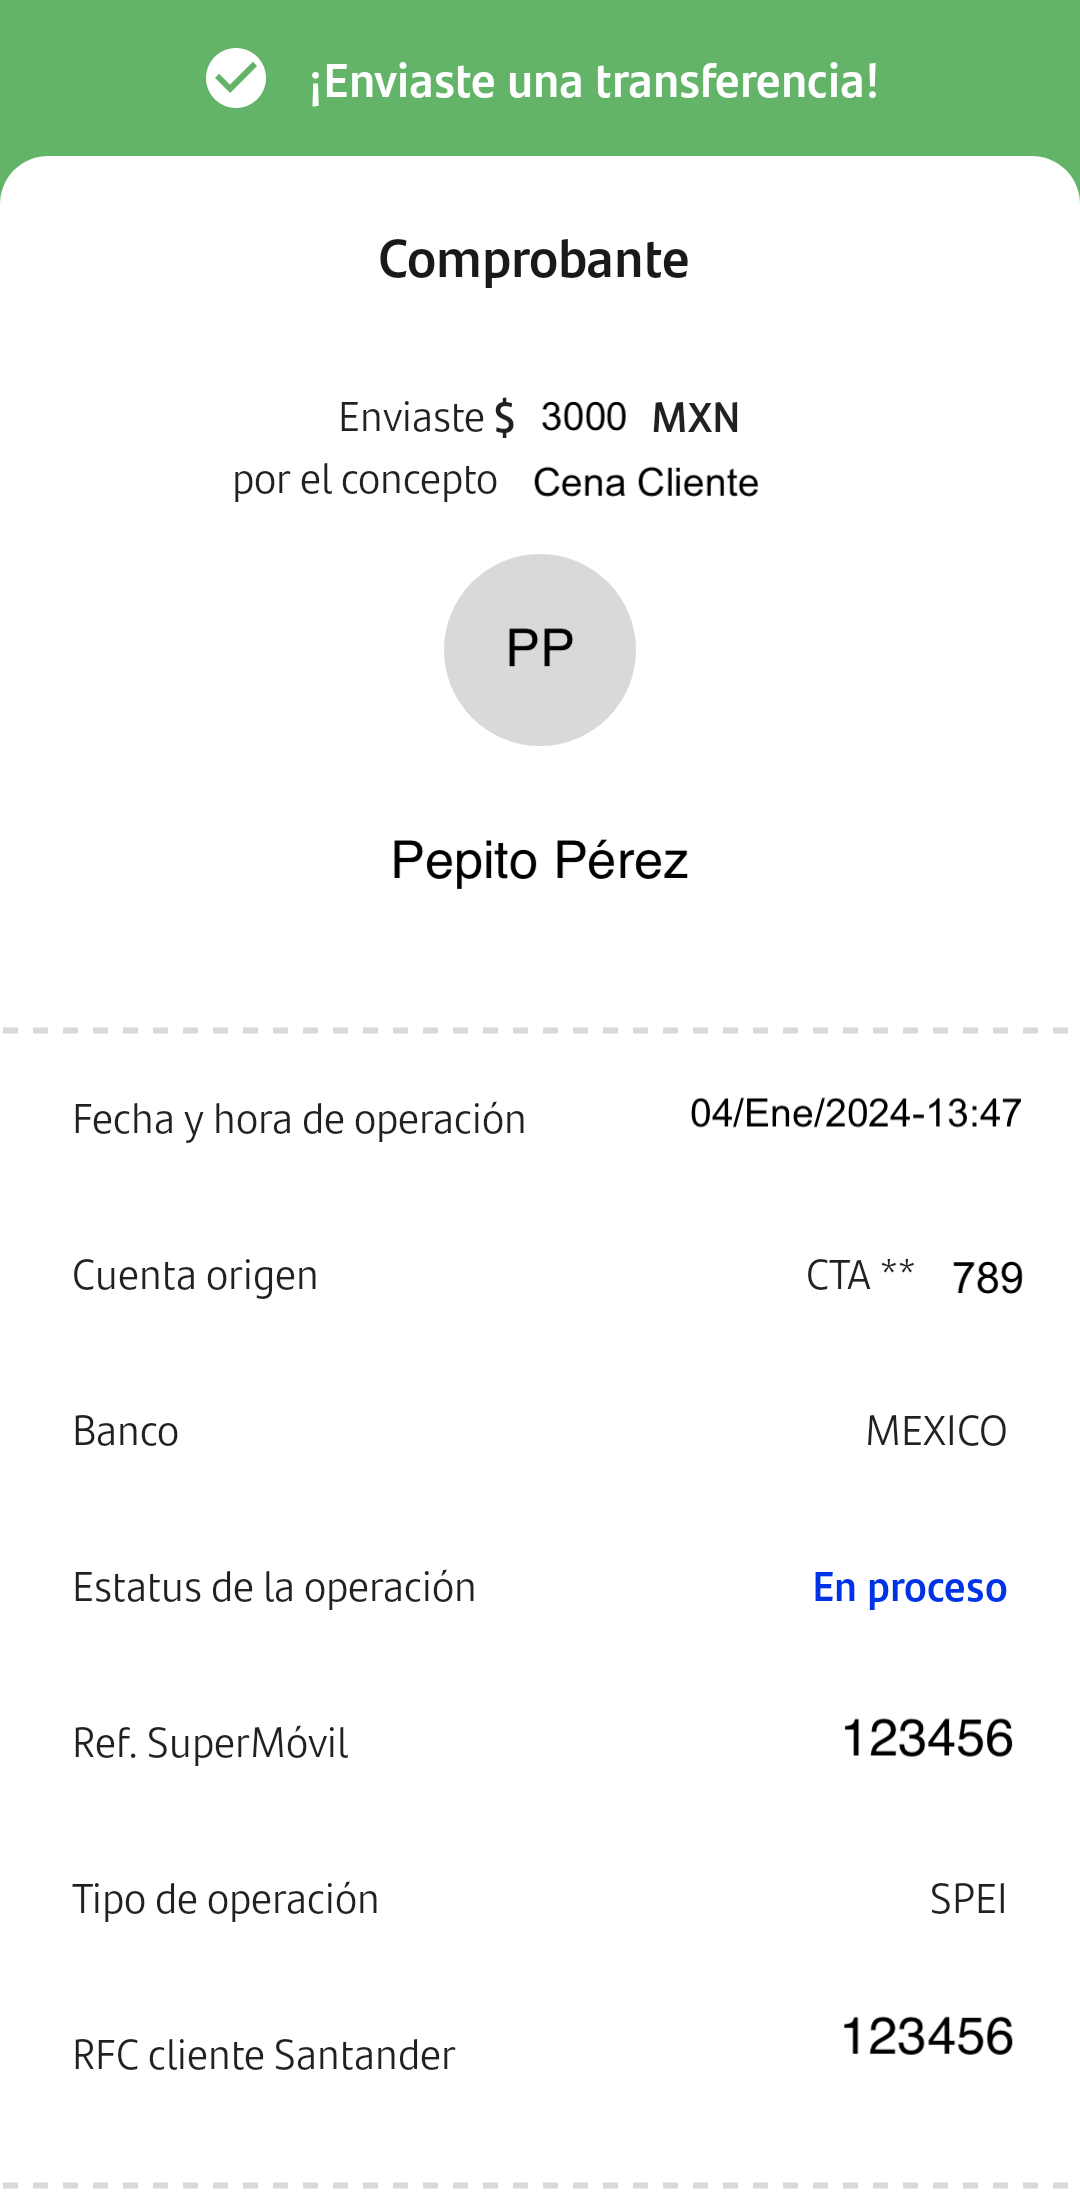 ¡Enviaste una transferencia!
Comprobante
Enviaste $ 3000 MXN
por el concepto Cena Cliente
PP
Pepito Pérez
Fecha y hora de operación 04/Ene/2024-13:47
Cuenta origen CTA ** 789
Banco MEXICO
Estatus de la operación En proceso
Ref. SuperMóvil 123456
Tipo de operación SPEI
RFC cliente Santander 123456